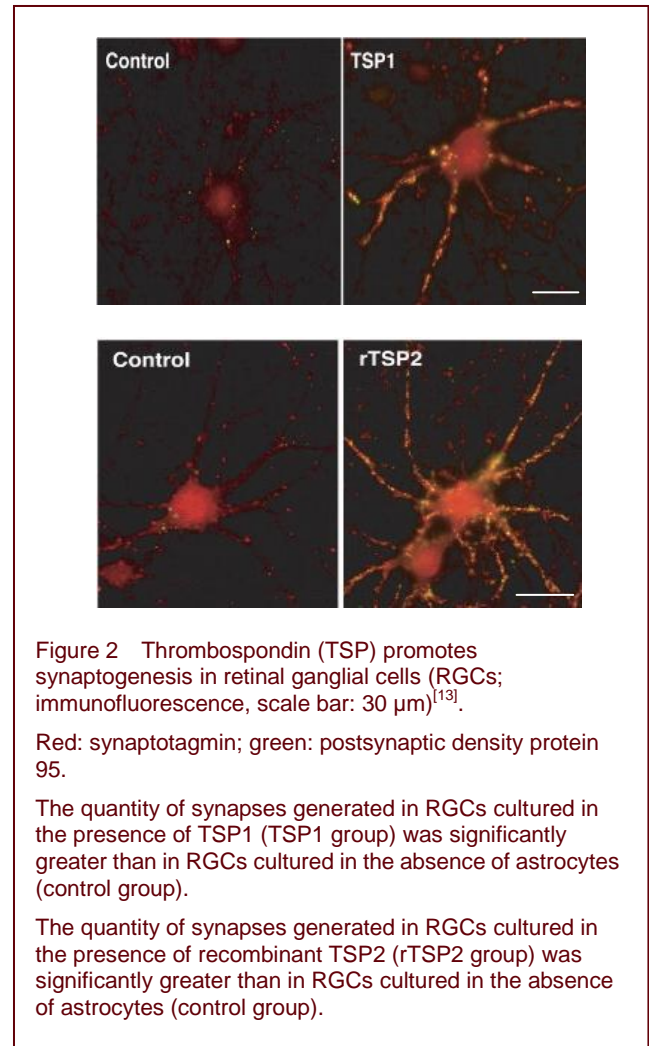 Control
TSP1
Control
rTSP2
Figure 2 Thrombospondin (TSP) promotes
synaptogenesis in retinal ganglial cells (RGCs;
immunofluorescence, scale bar: 30 μm)[13].
Red: synaptotagmin; green: postsynaptic density protein
95.
The quantity of synapses generated in RGCs cultured in
the presence of TSP1 (TSP1 group) was significantly
greater than in RGCs cultured in the absence of astrocytes
(control group).
The quantity of synapses generated in RGCs cultured in
the presence of recombinant TSP2 (rTSP2 group) was
significantly greater than in RGCs cultured in the absence
of astrocytes (control group).